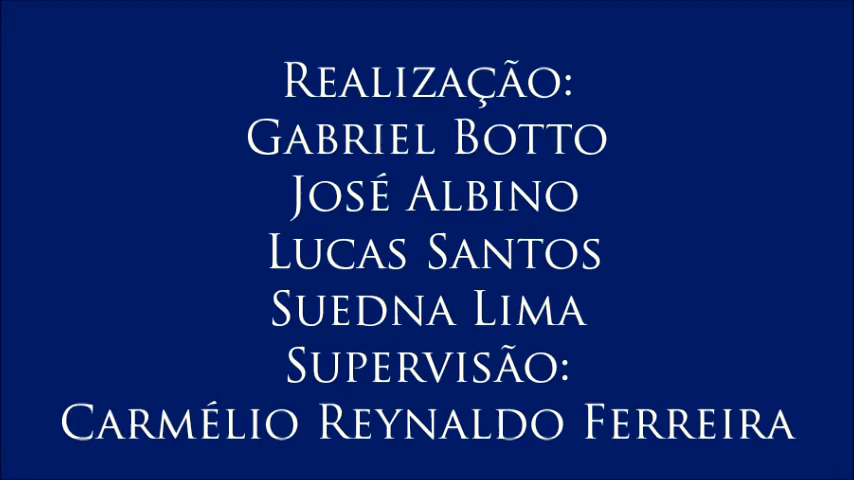 Realização:
Gabriel Botto
José Albino
Lucas Santos
Suedna Lima
Supervisão:
Carmélio Reynaldo Ferreira